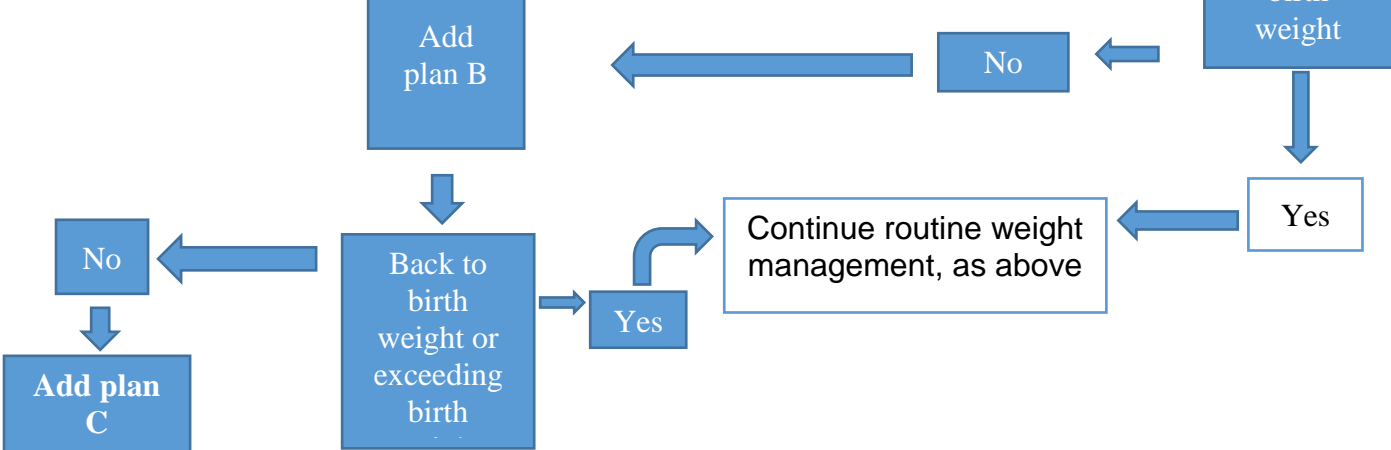 weight
Add
plan B
No
Yes
Continue routine weight
management, as above
No
Back to
birth
weight or
exceeding
birth
Yes
Add plan
C